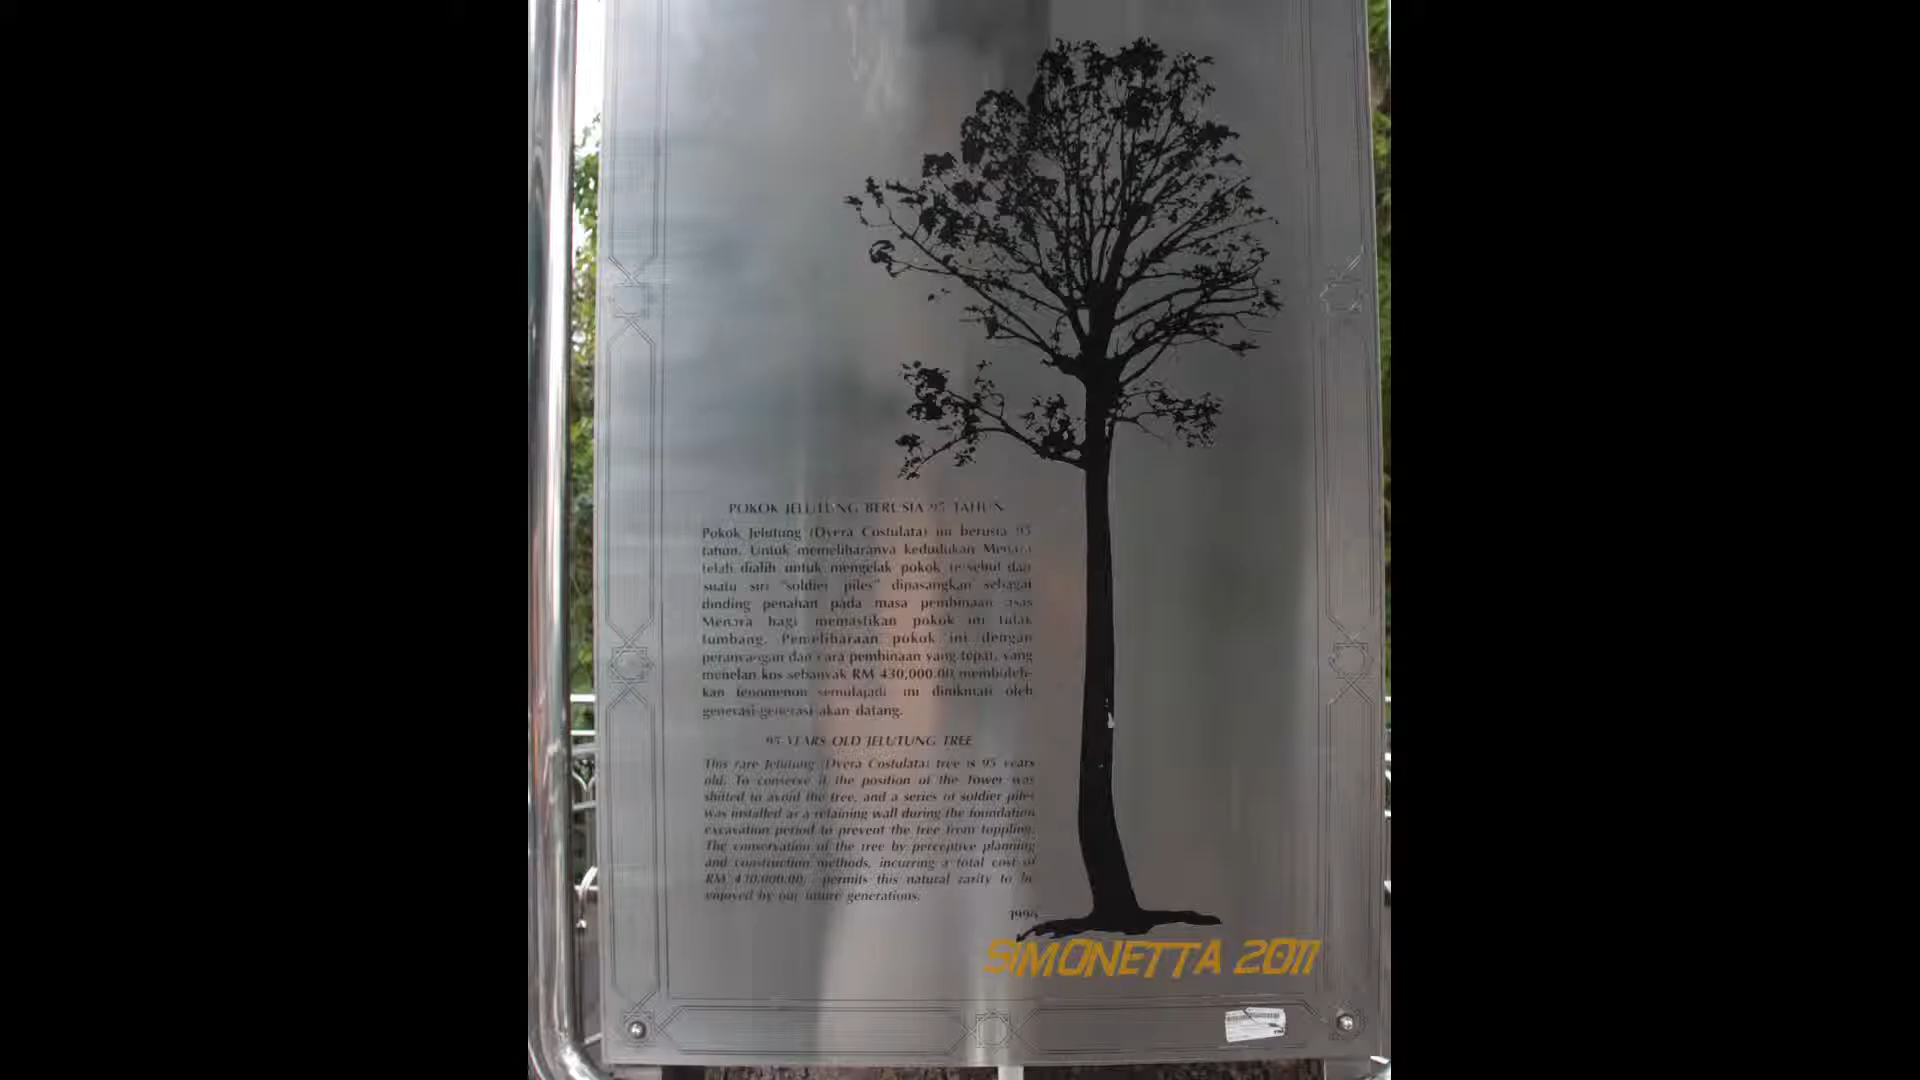 POKOK JELUTUNG BERUSIA 95 TAHUN
Pokok Jelutung (Dyera Costulata) ini berusia 95
tahun. Untuk memeliharanya kedudukan Menara
telah dialih untuk mengelak pokok tersebut dan
suatu siri "soldier piles" dipasangkan sebagai
dinding penahan pada masa pembinaan asas
Menara bagi memastikan pokok ini tidak
tumbang. Pemeliharaan pokok ini dengan
perancangan dan cara pembinaan yang tepat, yang
menelan kos sebanyak RM 430,000.00 memboleh-
kan fenomenon semulajadi ini dinikmati oleh
generasi-generasi akan datang.
95 YEARS OLD JELUTUNG TREE
This rare Jelutung (Dyera Costulata) tree is 95 years
old. To conserve it the position of the Tower was
shifted to avoid the tree, and a series of soldier piles
was installed as a retaining wall during the foundation
excavation period to prevent the tree from toppling.
The conservation of the tree by perceptive planning
and construction methods, incurring a total cost of
RM 430,000.00, permits this natural rarity to be
enjoyed by our future generations.
SIMONETTA 2011